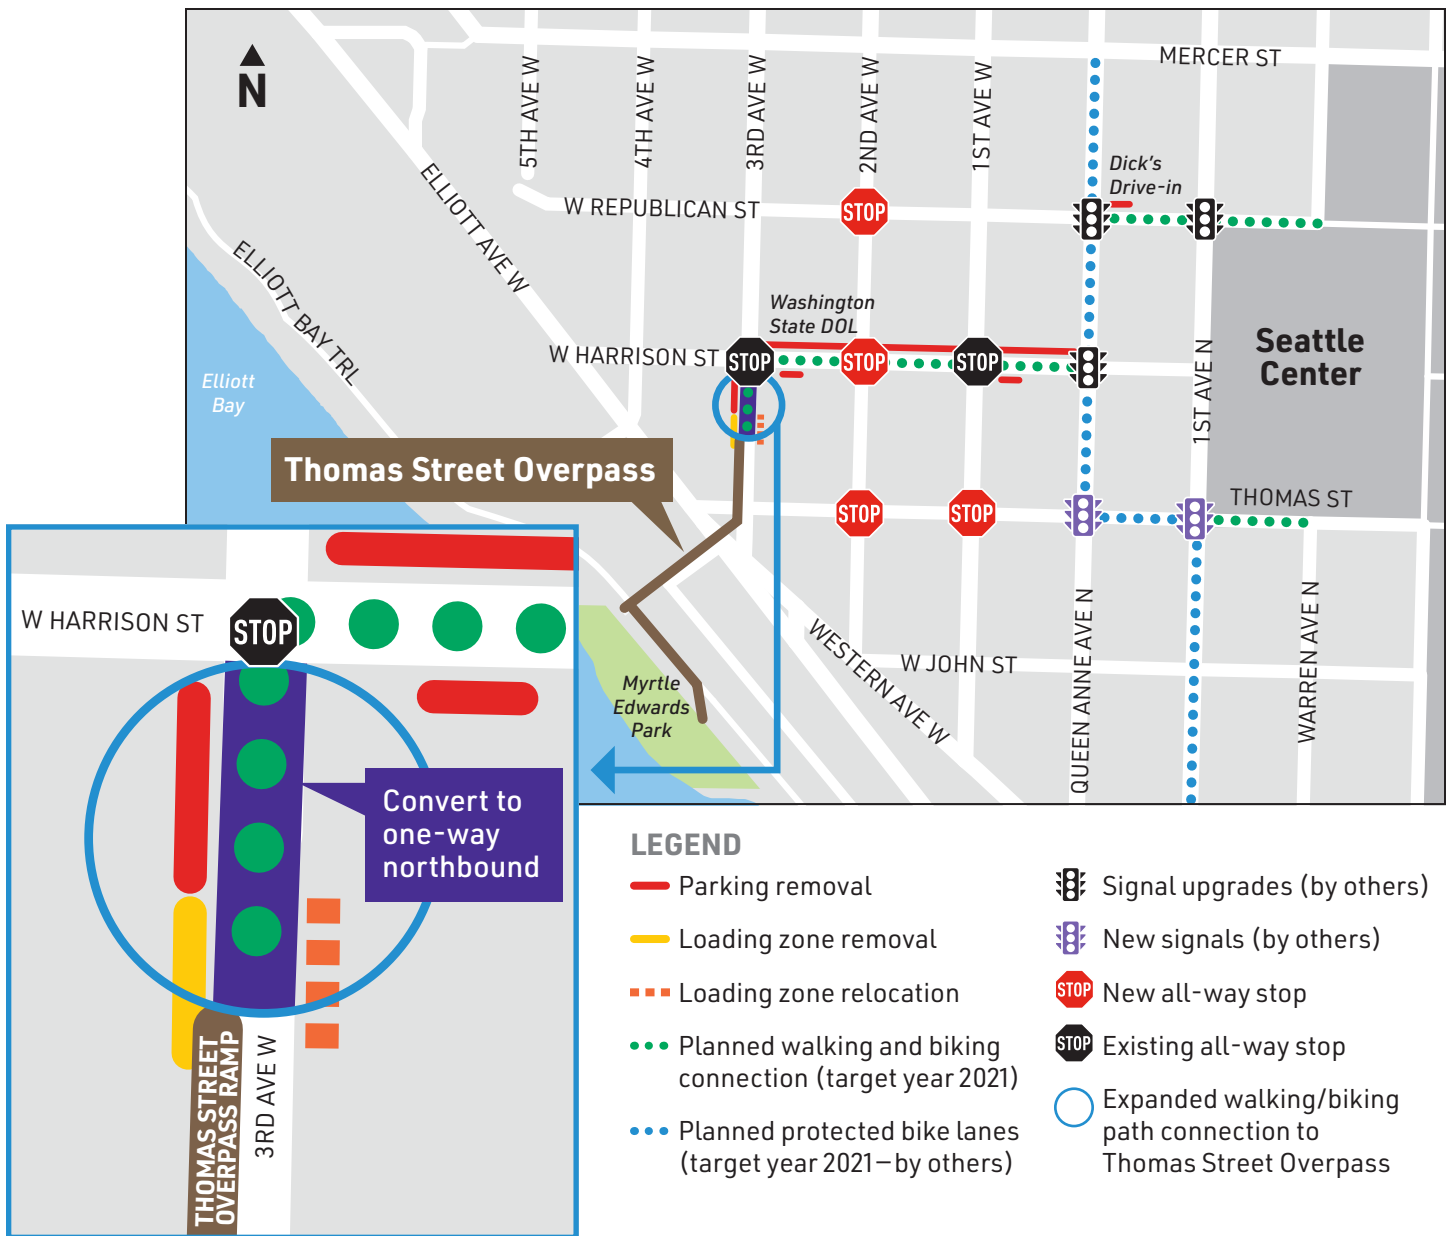 N
MERCER ST
5TH AVE W
4TH AVE W
3RD AVE W
2ND AVE W
1ST AVE W
Dick's
Drive-in
ELLIOTT AVE W
W REPUBLICAN ST
STOP
ELLIOTT BAY TRL
Washington
State DOL
W HARRISON ST
STOP
STOP
STOP
Seattle
Center
1ST AVE N
Elliott
Bay
Thomas Street Overpass
STOP
STOP
THOMAS ST
WESTERN AVE W
W JOHN ST
QUEEN ANNE AVE N
WARREN AVE N
Myrtle
Edwards
Park
W HARRISON ST
STOP
Convert to
one-way
northbound
THOMAS STREET
OVERPASS RAMP
3RD AVE W
LEGEND
Parking removal
Loading zone removal
Loading zone relocation
Planned walking and biking
connection (target year 2021)
Planned protected bike lanes
(target year 2021—by others)
Signal upgrades (by others)
New signals (by others)
STOP
New all-way stop
STOP
Existing all-way stop
Expanded walking/biking
path connection to
Thomas Street Overpass